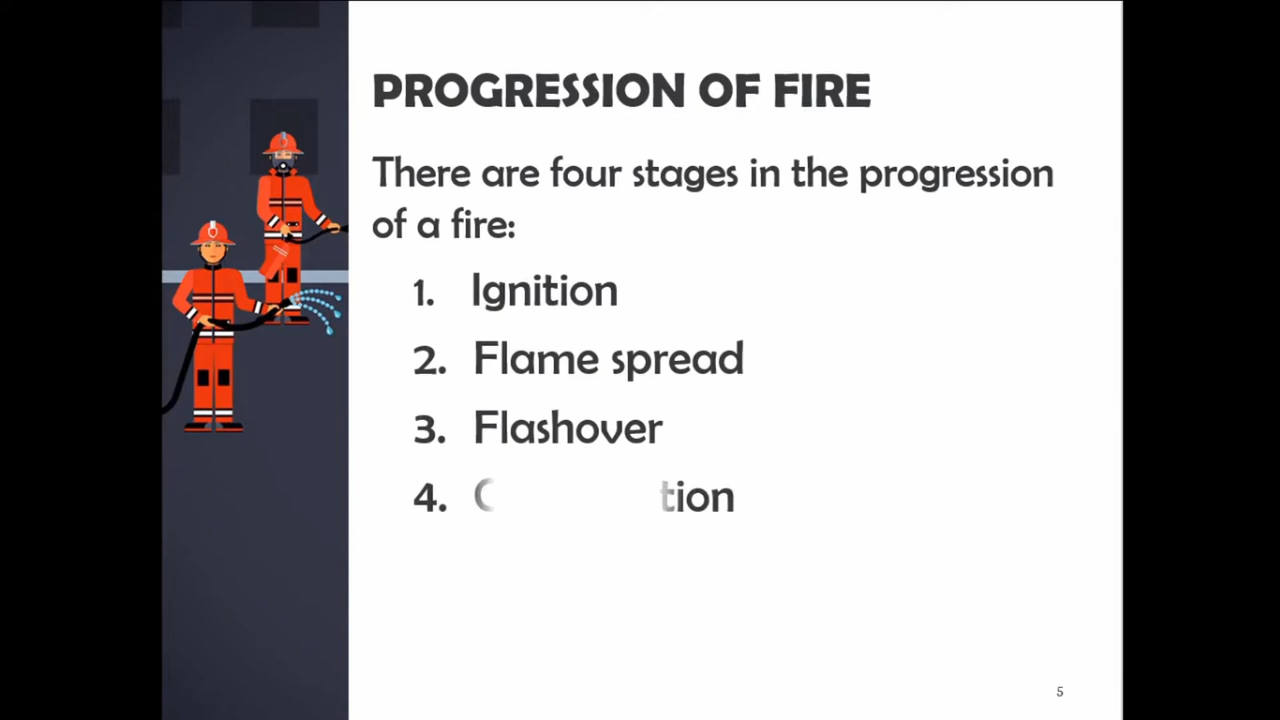 PROGRESSION OF FIRE
There are four stages in the progression
of a fire:
1. Ignition
2. Flame spread
3. Flashover
4.
5